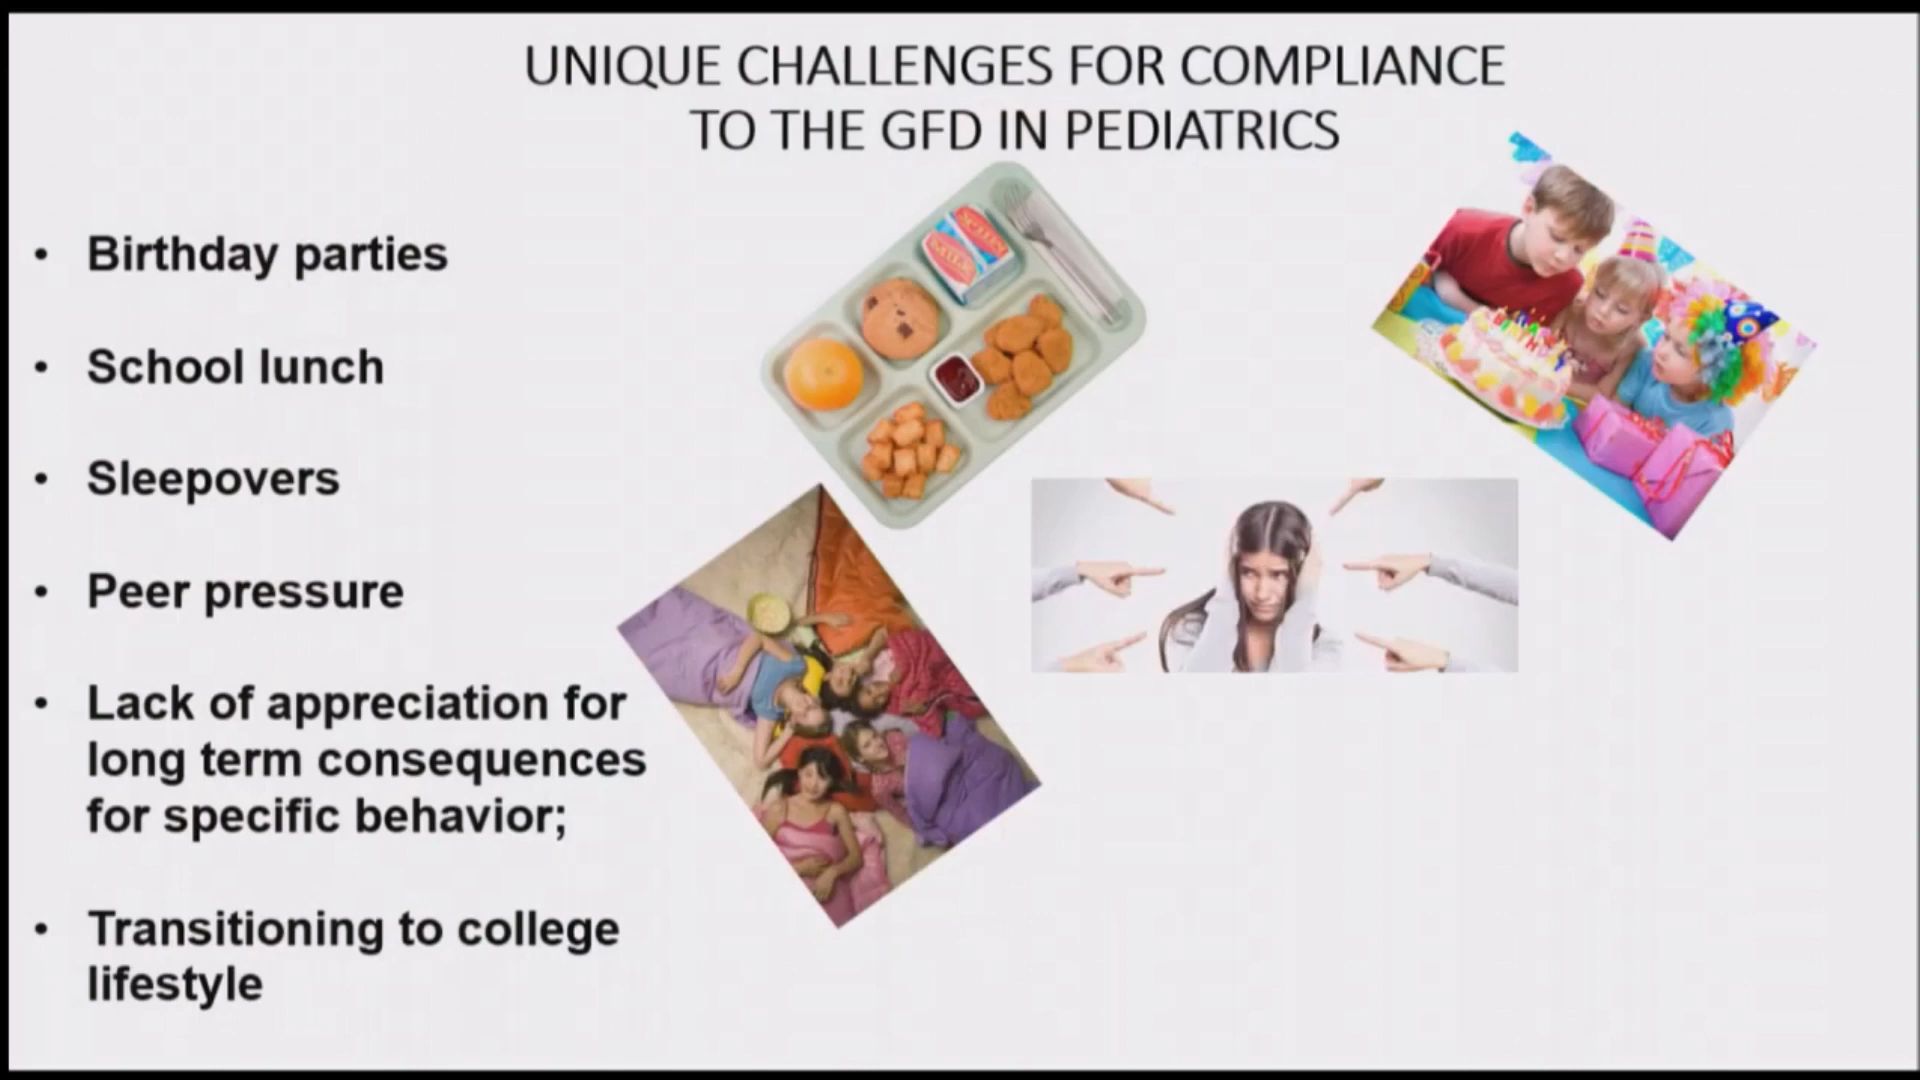 UNIQUE CHALLENGES FOR COMPLIANCE
TO THE GFD IN PEDIATRICS
• Birthday parties
• School lunch
• Sleepovers
• Peer pressure
• Lack of appreciation for
long term consequences
for specific behavior;
• Transitioning to college
lifestyle